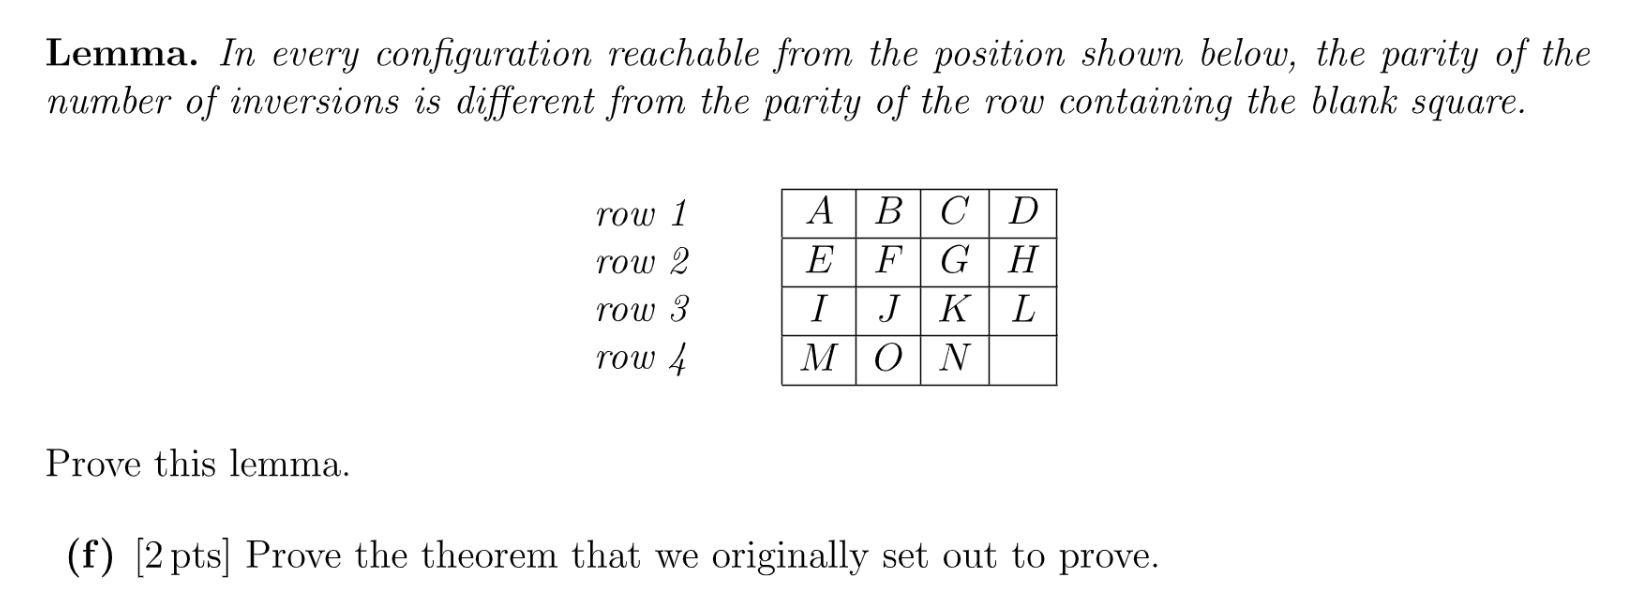 Lemma. In every configuration reachable from the position shown below, the parity of the
number of inversions is different from the parity of the row containing the blank square.
row 1 A B C D
row 2 E F G H
row 3 I J K L
row 4 M O N
Prove this lemma.
(f) [2 pts] Prove the theorem that we originally set out to prove.